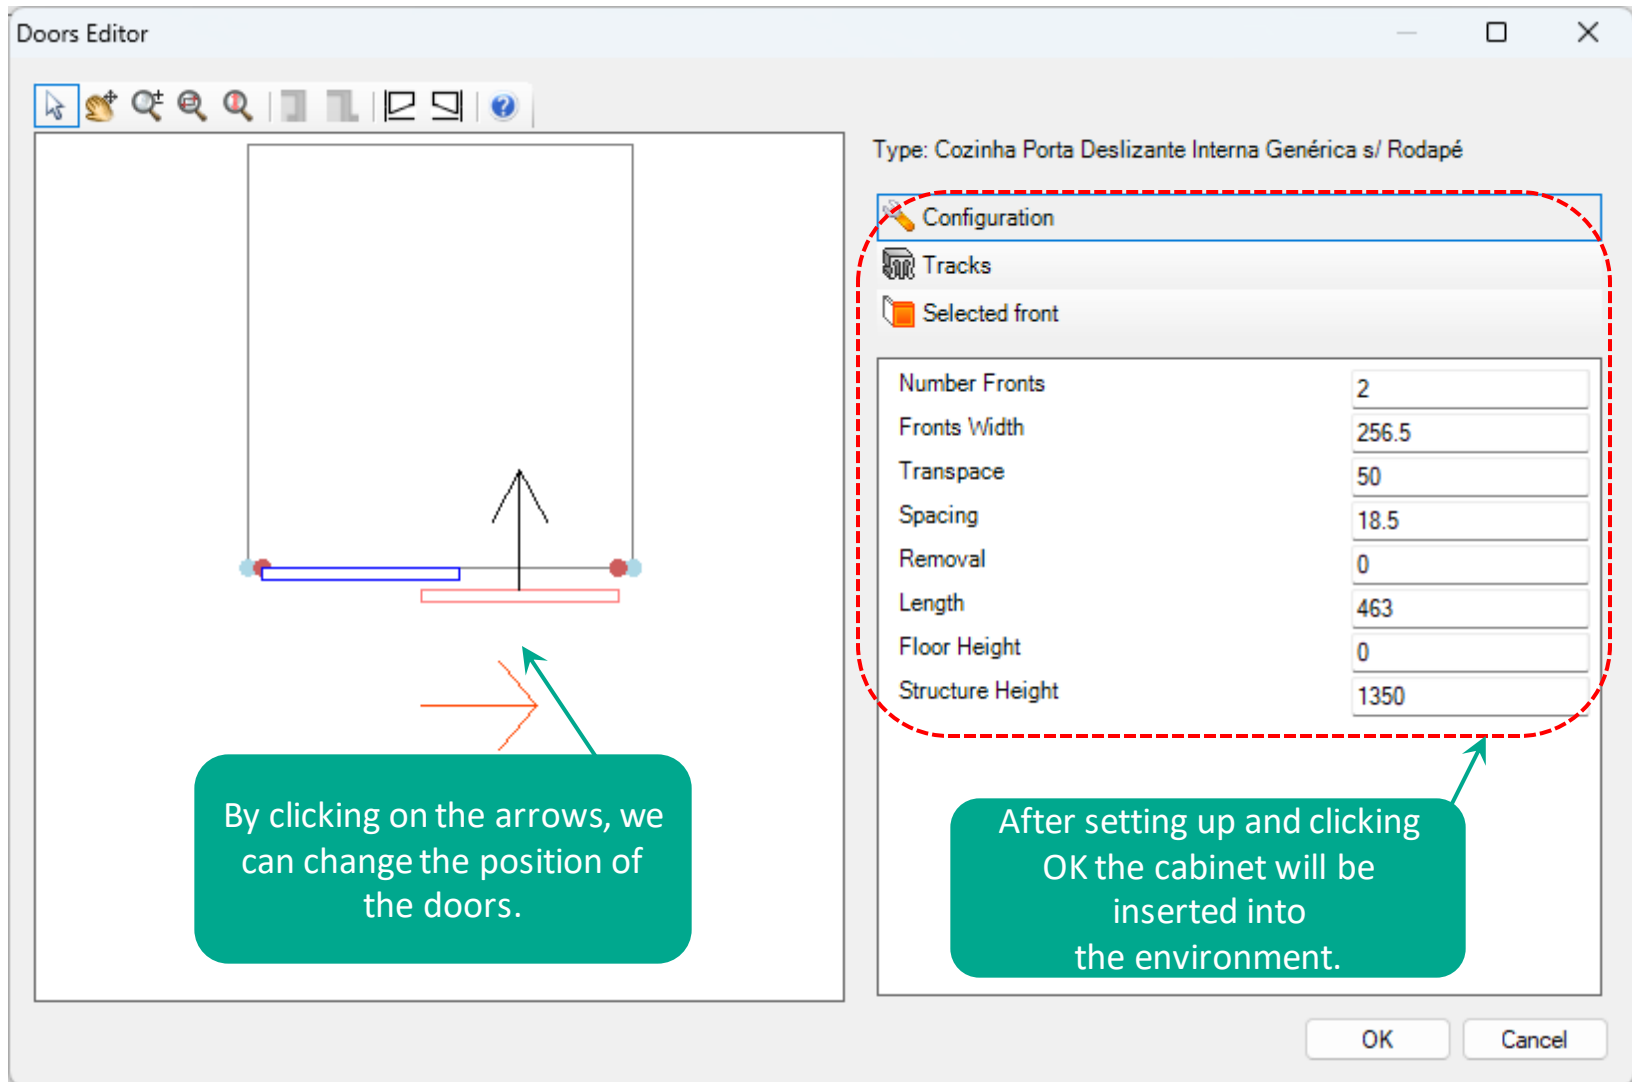 Doors Editor
Type: Cozinha Porta Deslizante Interna Genérica s/ Rodapé
Configuration
Tracks
Selected front
Number Fronts 2
Fronts Width 256.5
Transpace 50
Spacing 18.5
Removal 0
Length 463
Floor Height 0
Structure Height 1350
By clicking on the arrows, we
can change the position of
the doors.
After setting up and clicking
OK the cabinet will be
inserted into
the environment.
OK Cancel